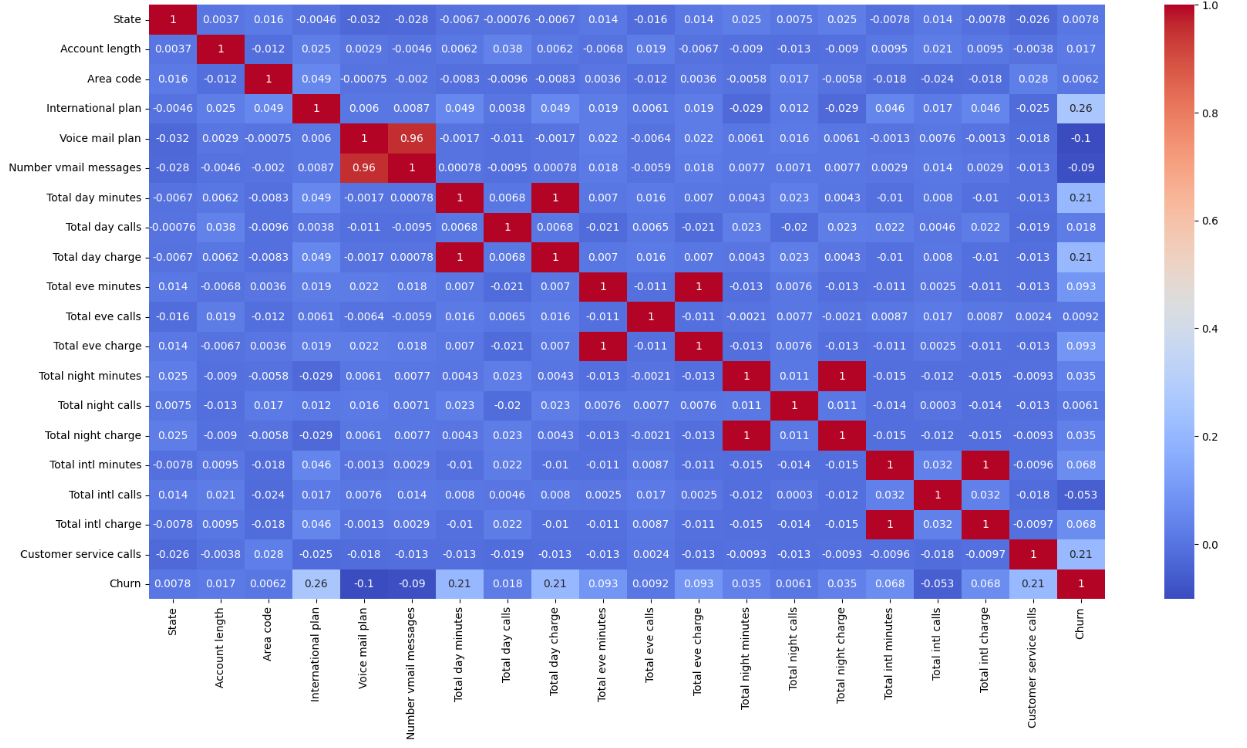 State 1 0.0037 0.016 -0.0046 -0.032 -0.028 -0.0067 -0.00076 -0.0067 0.014 -0.016 0.014 0.025 0.0075 0.025 -0.0078 0.014 -0.0078 -0.026 0.0078
Account length 0.0037 1 -0.012 0.025 0.0029 -0.0046 0.0062 0.038 0.0062 -0.0068 0.019 -0.0067 -0.009 -0.013 -0.009 0.0095 0.021 0.0095 -0.0038 0.017
Area code 0.016 -0.012 1 0.049 -0.00075 -0.002 -0.0083 -0.0096 -0.0083 0.0036 -0.012 0.0036 -0.0058 0.017 -0.0058 -0.018 -0.024 -0.018 0.028 0.0062
International plan -0.0046 0.025 0.049 1 0.006 0.0087 0.049 0.0038 0.049 0.019 0.0061 0.019 -0.029 0.012 -0.029 0.046 0.017 0.046 -0.025 0.26
Voice mail plan -0.032 0.0029 -0.00075 0.006 1 0.96 -0.0017 -0.011 -0.0017 0.022 -0.0064 0.022 0.0061 0.016 0.0061 -0.0013 0.0076 -0.0013 -0.018 -0.1
Number vmail messages -0.028 -0.0046 -0.002 0.0087 0.96 1 0.00078 -0.0095 0.00078 0.018 -0.0059 0.018 0.0077 0.0071 0.0077 0.0029 0.014 0.0029 -0.013 -0.09
Total day minutes -0.0067 0.0062 -0.0083 0.049 -0.0017 0.00078 1 0.0068 1 0.007 0.016 0.007 0.0043 0.023 0.0043 -0.01 0.008 -0.01 -0.013 0.21
Total day calls -0.00076 0.038 -0.0096 0.0038 -0.011 -0.0095 0.0068 1 0.0068 -0.021 0.0065 -0.021 0.023 -0.02 0.023 0.022 0.0046 0.022 -0.019 0.018
Total day charge -0.0067 0.0062 -0.0083 0.049 -0.0017 0.00078 1 0.0068 1 0.007 0.016 0.007 0.0043 0.023 0.0043 -0.01 0.008 -0.01 -0.013 0.21
Total eve minutes 0.014 -0.0068 0.0036 0.019 0.022 0.018 0.007 -0.021 0.007 1 -0.011 1 -0.013 0.0076 -0.013 -0.011 0.0025 -0.011 -0.013 0.093
Total eve calls -0.016 0.019 -0.012 0.0061 -0.0064 -0.0059 0.016 0.0065 0.016 -0.011 1 -0.011 -0.0021 0.0077 -0.0021 0.0087 0.017 0.0087 0.0024 0.0092
Total eve charge 0.014 -0.0067 0.0036 0.019 0.022 0.018 0.007 -0.021 0.007 1 -0.011 1 -0.013 0.0076 -0.013 -0.011 0.0025 -0.011 -0.013 0.093
Total night minutes 0.025 -0.009 -0.0058 -0.029 0.0061 0.0077 0.0043 0.023 0.0043 -0.013 -0.0021 -0.013 1 0.011 1 -0.015 -0.012 -0.015 -0.0093 0.035
Total night calls 0.0075 -0.013 0.017 0.012 0.016 0.0071 0.023 -0.02 0.023 0.0076 0.0077 0.0076 0.011 1 0.011 -0.014 0.0003 -0.014 -0.013 0.0061
Total night charge 0.025 -0.009 -0.0058 -0.029 0.0061 0.0077 0.0043 0.023 0.0043 -0.013 -0.0021 -0.013 1 0.011 1 -0.015 -0.012 -0.015 -0.0093 0.035
Total intl minutes -0.0078 0.0095 -0.018 0.046 -0.0013 0.0029 -0.01 0.022 -0.01 -0.011 0.0087 -0.011 -0.015 -0.014 -0.015 1 0.032 1 -0.0096 0.068
Total intl calls 0.014 0.021 -0.024 0.017 0.0076 0.014 0.008 0.0046 0.008 0.0025 0.017 0.0025 -0.012 0.0003 -0.012 0.032 1 0.032 -0.018 -0.053
Total intl charge -0.0078 0.0095 -0.018 0.046 -0.0013 0.0029 -0.01 0.022 -0.01 -0.011 0.0087 -0.011 -0.015 -0.014 -0.015 1 0.032 1 -0.0097 0.068
Customer service calls -0.026 -0.0038 0.028 -0.025 -0.018 -0.013 -0.013 -0.019 -0.013 -0.013 0.0024 -0.013 -0.0093 -0.013 -0.0093 -0.0096 -0.018 -0.0097 1 0.21
Churn 0.0078 0.017 0.0062 0.26 -0.1 -0.09 0.21 0.018 0.21 0.093 0.0092 0.093 0.035 0.0061 0.035 0.068 -0.053 0.068 0.21 1
State
Account length
Area code
International plan
Voice mail plan
Number vmail messages
Total day minutes
Total day calls
Total day charge
Total eve minutes
Total eve calls
Total eve charge
Total night minutes
Total night calls
Total night charge
Total intl minutes
Total intl calls
Total intl charge
Customer service calls
Churn
1.0
0.8
0.6
0.4
0.2
0.0